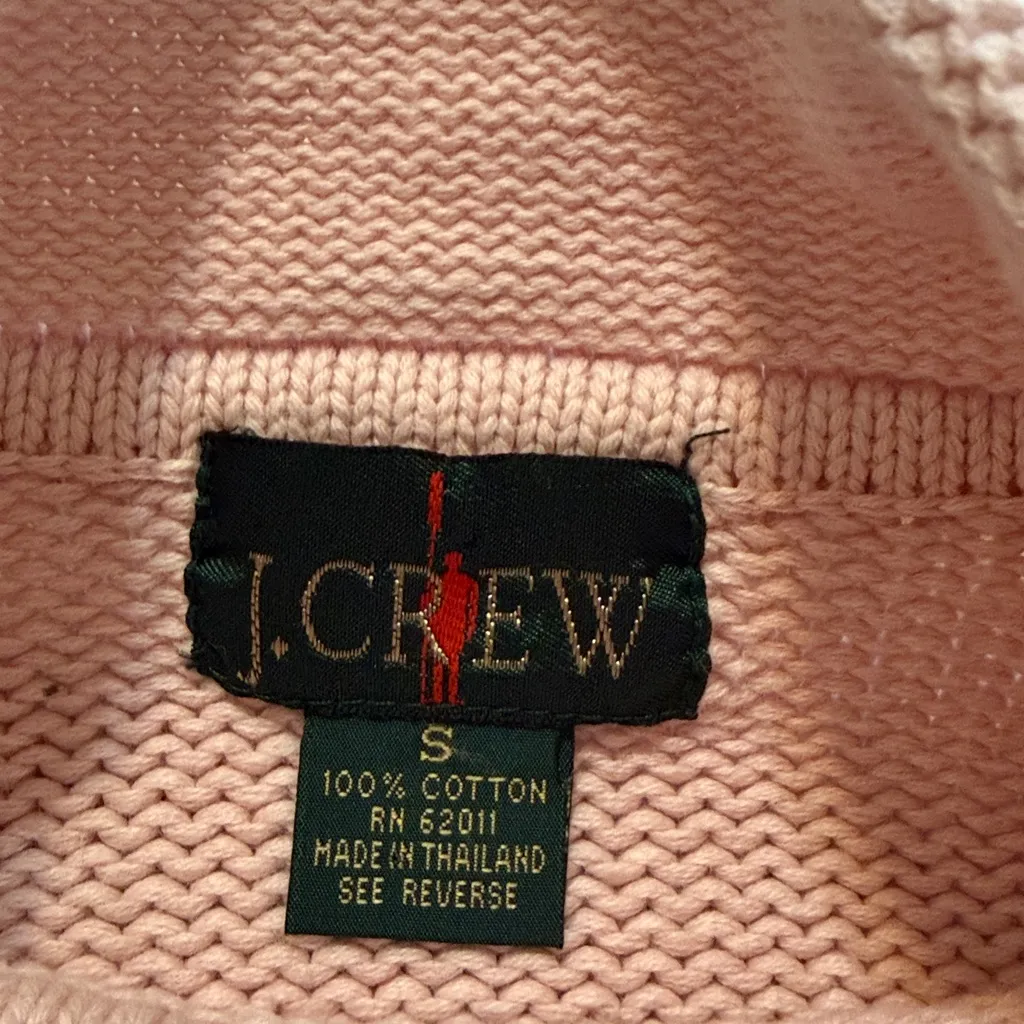 J.CREW
S
100% COTTON
RN 62011
MADE IN THAILAND
SEE REVERSE